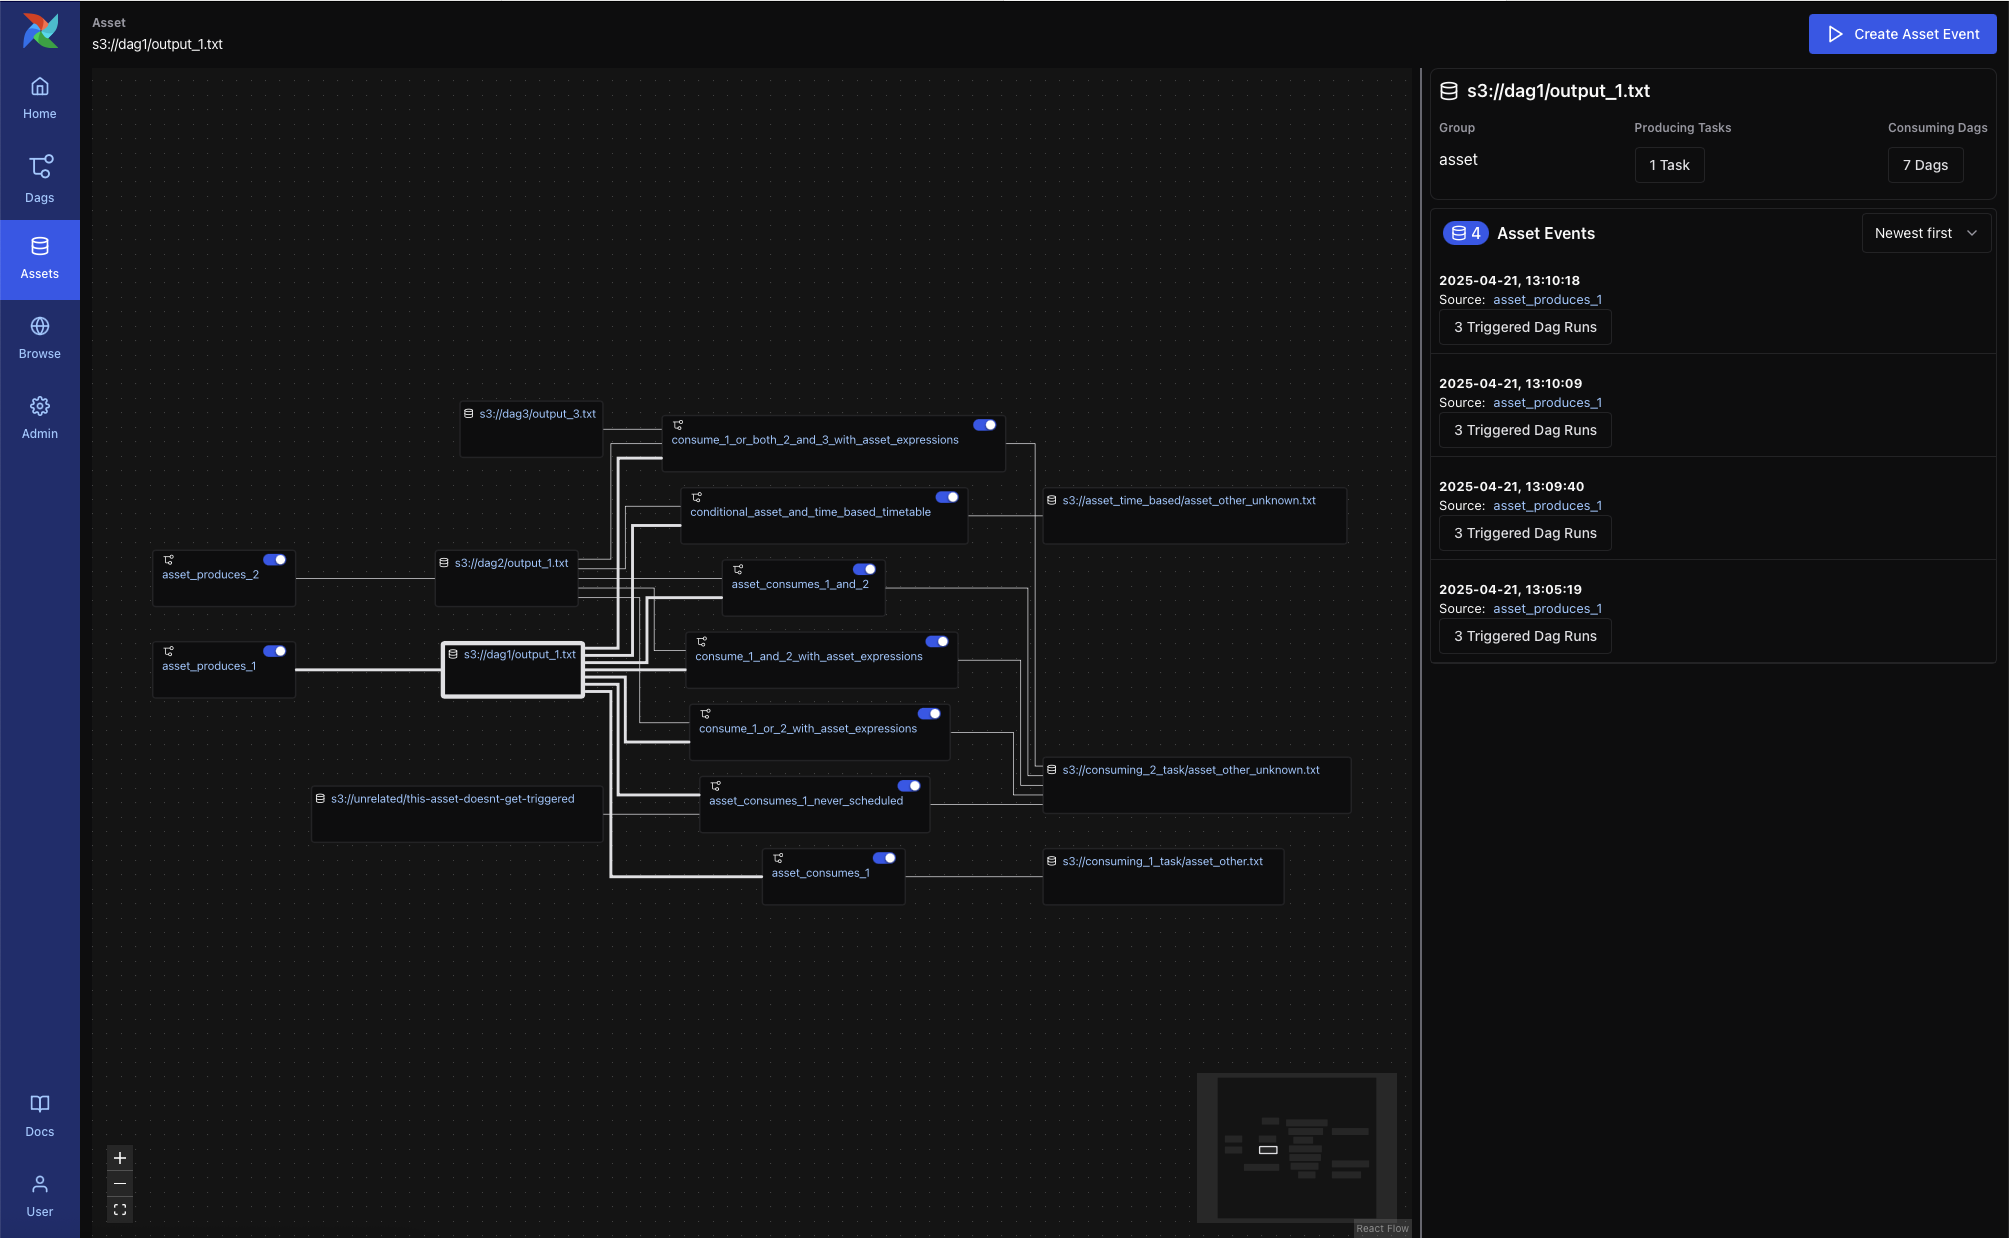 Asset
s3://dag1/output_1.txt
Create Asset Event
Home
Dags
Assets
Browse
Admin
Docs
User
s3://dag3/output_3.txt
consume_1_or_both_2_and_3_with_asset_expressions
conditional_asset_and_time_based_timetable
s3://asset_time_based/asset_other_unknown.txt
asset_produces_2
s3://dag2/output_1.txt
asset_consumes_1_and_2
asset_produces_1
s3://dag1/output_1.txt
consume_1_and_2_with_asset_expressions
consume_1_or_2_with_asset_expressions
s3://consuming_2_task/asset_other_unknown.txt
s3://unrelated/this-asset-doesnt-get-triggered
asset_consumes_1_never_scheduled
asset_consumes_1
s3://consuming_1_task/asset_other.txt
React Flow
s3://dag1/output_1.txt
Group Producing Tasks Consuming Dags
asset 1 Task 7 Dags
4 Asset Events Newest first
2025-04-21, 13:10:18
Source: asset_produces_1
3 Triggered Dag Runs
2025-04-21, 13:10:09
Source: asset_produces_1
3 Triggered Dag Runs
2025-04-21, 13:09:40
Source: asset_produces_1
3 Triggered Dag Runs
2025-04-21, 13:05:19
Source: asset_produces_1
3 Triggered Dag Runs